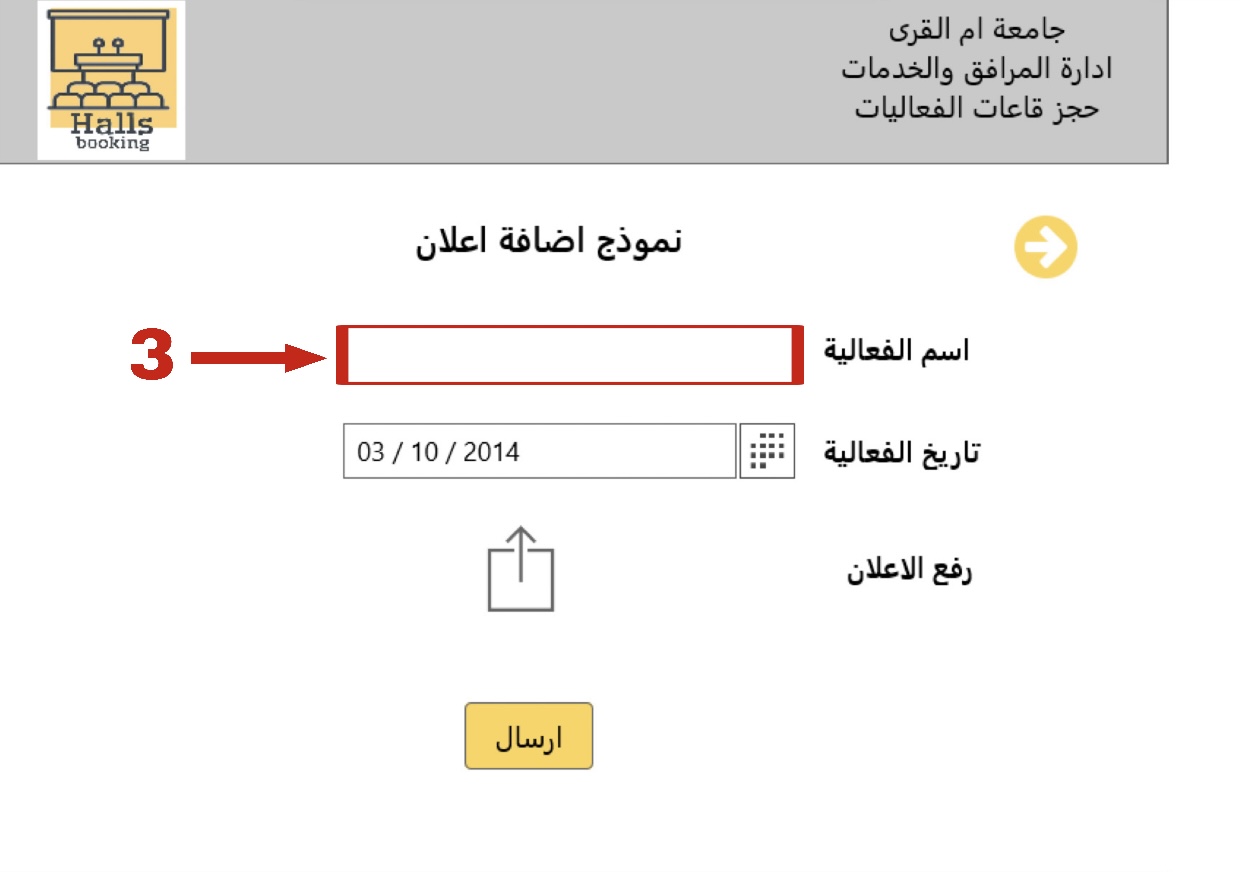 جامعة ام القرى
ادارة المرافق والخدمات
حجز قاعات الفعاليات
Halls
booking
نموذج اضافة اعلان
اسم الفعالية
3
تاريخ الفعالية
03 / 10 / 2014
رفع الاعلان
ارسال